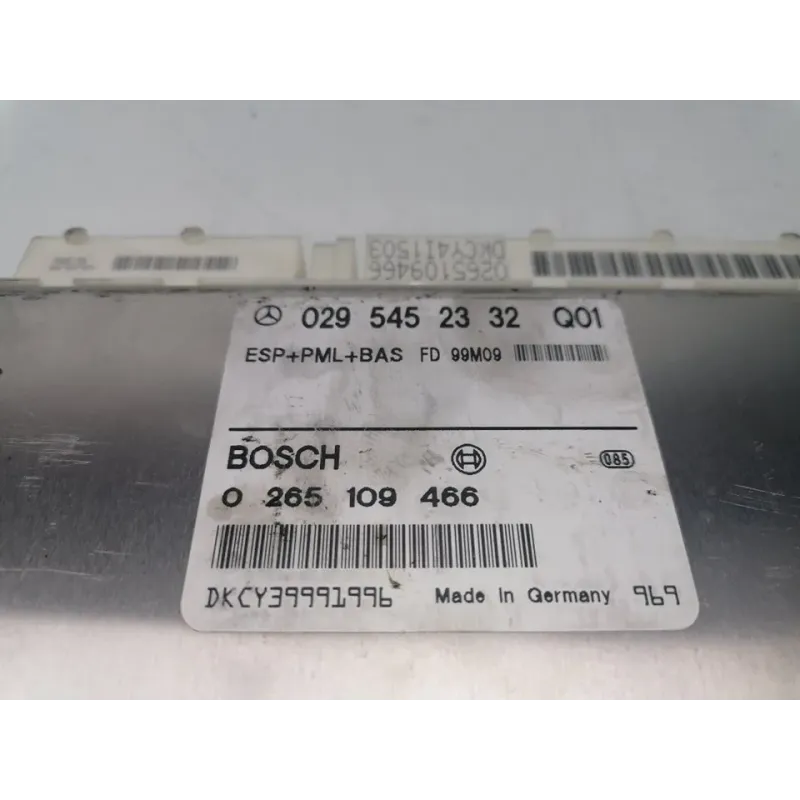 0265109466
DKCY4I1503
029 545 23 32 Q01
ESP+PML+BAS FD 99M09
BOSCH
085
0 265 109 466
DKCY39991996 Made In Germany 969